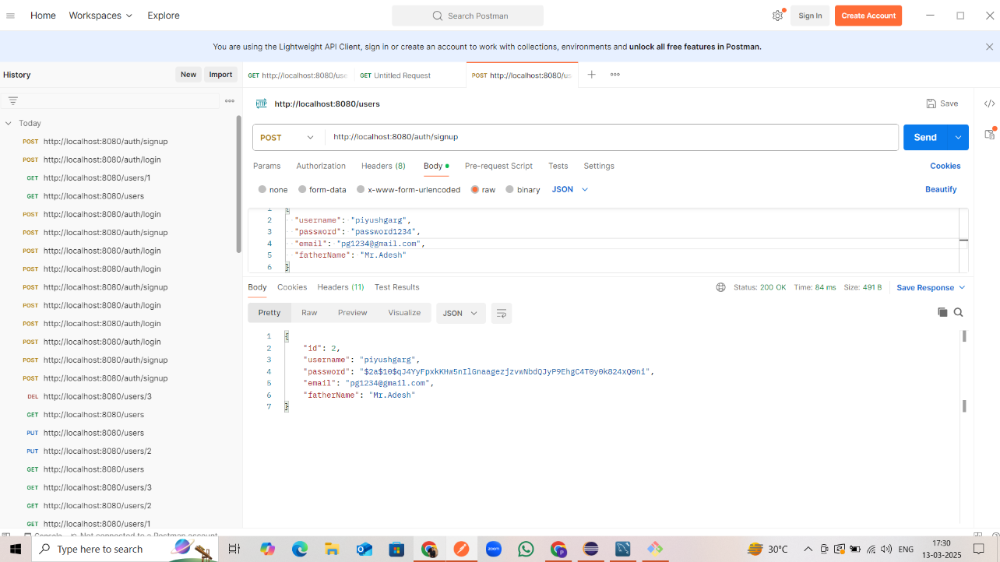 Home Workspaces Explore Search Postman Sign In Create Account
You are using the Lightweight API Client, sign in or create an account to work with collections, environments and unlock all free features in Postman.
History New Import GET http://localhost:8080/use GET Untitled Request POST http://localhost:8080/us
HTTP http://localhost:8080/users Save
Today
POST http://localhost:8080/auth/signup
POST http://localhost:8080/auth/login
GET http://localhost:8080/users/1
GET http://localhost:8080/users
POST http://localhost:8080/auth/login
POST http://localhost:8080/auth/signup
POST http://localhost:8080/auth/login
POST http://localhost:8080/auth/login
POST http://localhost:8080/auth/signup
POST http://localhost:8080/auth/login
POST http://localhost:8080/auth/login
POST http://localhost:8080/auth/login
POST http://localhost:8080/auth/signup
POST http://localhost:8080/auth/signup
DEL http://localhost:8080/users/3
GET http://localhost:8080/users
PUT http://localhost:8080/users
PUT http://localhost:8080/users/2
GET http://localhost:8080/users
GET http://localhost:8080/users/3
GET http://localhost:8080/users/2
GET http://localhost:8080/users/1
POST http://localhost:8080/auth/signup Send
Params Authorization Headers (8) Body Pre-request Script Tests Settings Cookies
none form-data x-www-form-urlencoded raw binary JSON Beautify
1 {
2 "username": "piyushgarg",
3 "password": "password1234",
4 "email": "pg1234@gmail.com",
5 "fatherName": "Mr.Adesh"
6 }
Body Cookies Headers (11) Test Results Status: 200 OK Time: 84 ms Size: 491 B Save Response
Pretty Raw Preview Visualize JSON
1 {
2 "id": 2,
3 "username": "piyushgarg",
4 "password": "$2a$10$qJ4YyFpxkKHw5nIlGnaagezjzvwNbdQJyP9EhgC4T0y0k824xQ0ni",
5 "email": "pg1234@gmail.com",
6 "fatherName": "Mr.Adesh"
7 }
Console Not connected to a Postman account
Type here to search zoom P 30°C ENG 17:30
13-03-2025